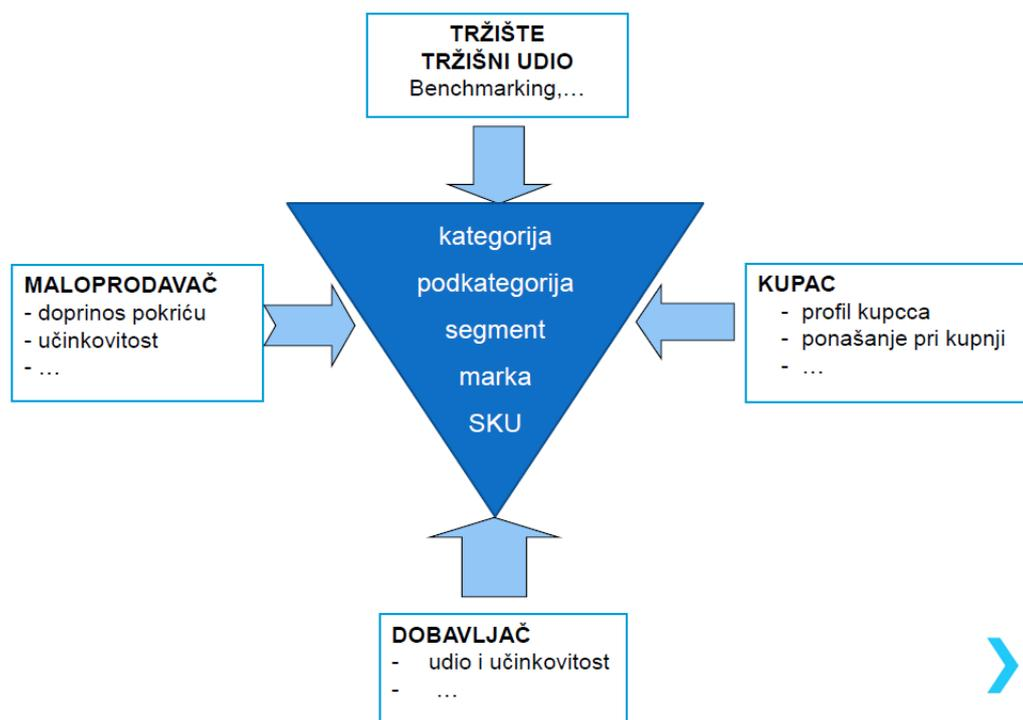 TRŽIŠTE
TRŽIŠNI UDIO
Benchmarking,…
kategorija
podkategorija
segment
marka
SKU
MALOPRODAVAČ
- doprinos pokriću
- učinkovitost
- …
KUPAC
- profil kupcca
- ponašanje pri kupnji
- …
DOBAVLJAČ
- udio i učinkovitost
- …